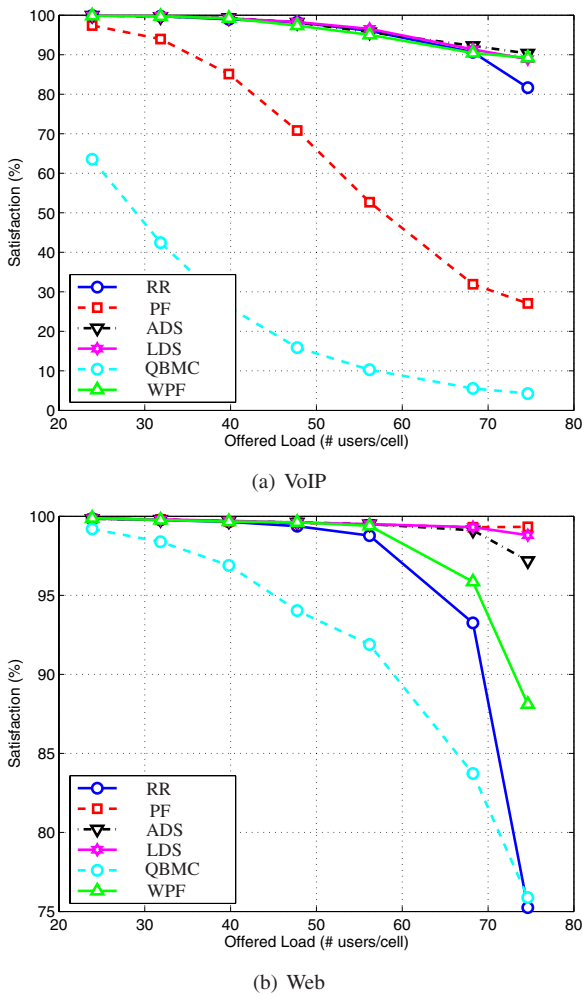 100
90
80
70
60
50
40
30
20
10
0
Satisfaction (%)
RR
PF
ADS
LDS
QBMC
WPF
20 30 40 50 60 70 80
Offered Load (# users/cell)
(a) VoIP
100
95
90
85
80
75
Satisfaction (%)
RR
PF
ADS
LDS
QBMC
WPF
20 30 40 50 60 70 80
Offered Load (# users/cell)
(b) Web